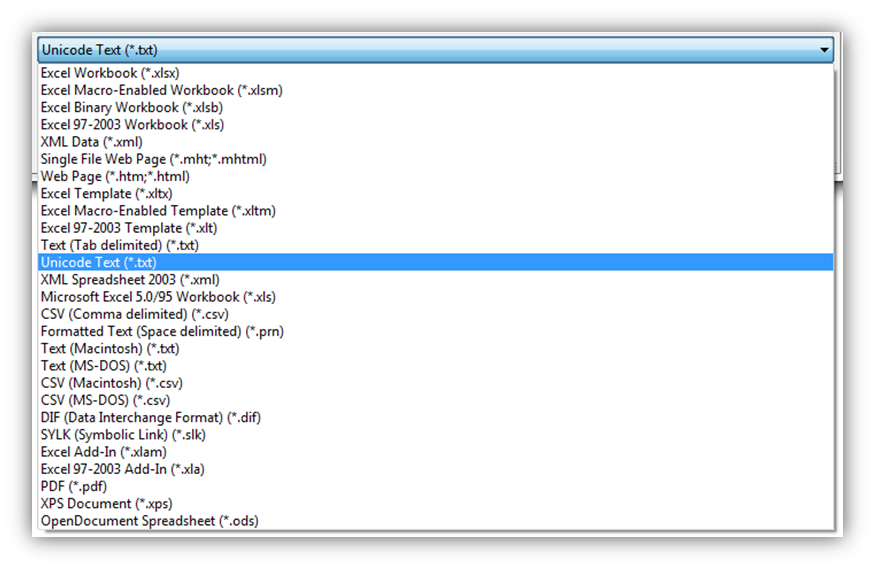 Unicode Text (*.txt)
Excel Workbook (*.xlsx)
Excel Macro-Enabled Workbook (*.xlsm)
Excel Binary Workbook (*.xlsb)
Excel 97-2003 Workbook (*.xls)
XML Data (*.xml)
Single File Web Page (*.mht;*.mhtml)
Web Page (*.htm;*.html)
Excel Template (*.xltx)
Excel Macro-Enabled Template (*.xltm)
Excel 97-2003 Template (*.xlt)
Text (Tab delimited) (*.txt)
Unicode Text (*.txt)
XML Spreadsheet 2003 (*.xml)
Microsoft Excel 5.0/95 Workbook (*.xls)
CSV (Comma delimited) (*.csv)
Formatted Text (Space delimited) (*.prn)
Text (Macintosh) (*.txt)
Text (MS-DOS) (*.txt)
CSV (Macintosh) (*.csv)
CSV (MS-DOS) (*.csv)
DIF (Data Interchange Format) (*.dif)
SYLK (Symbolic Link) (*.slk)
Excel Add-In (*.xlam)
Excel 97-2003 Add-In (*.xla)
PDF (*.pdf)
XPS Document (*.xps)
OpenDocument Spreadsheet (*.ods)